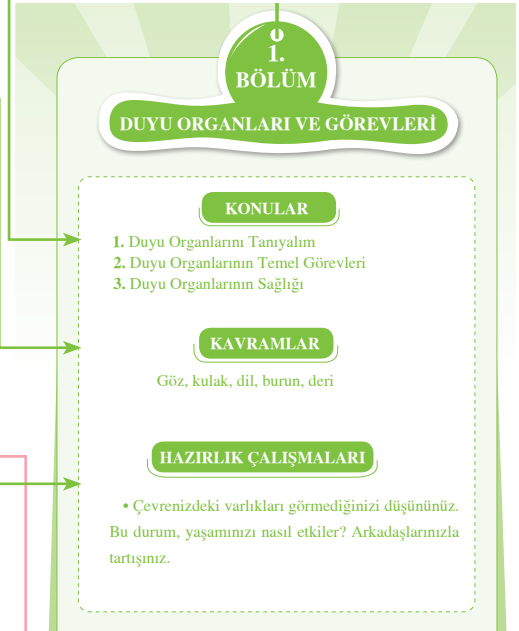 1.
BÖLÜM
DUYU ORGANLARI VE GÖREVLERİ
KONULAR
1. Duyu Organlarını Tanıyalım
2. Duyu Organlarının Temel Görevleri
3. Duyu Organlarının Sağlığı
KAVRAMLAR
Göz, kulak, dil, burun, deri
HAZIRLIK ÇALIŞMALARI
• Çevrenizdeki varlıkları görmediğinizi düşününüz.
Bu durum, yaşamınızı nasıl etkiler? Arkadaşlarınızla
tartışınız.